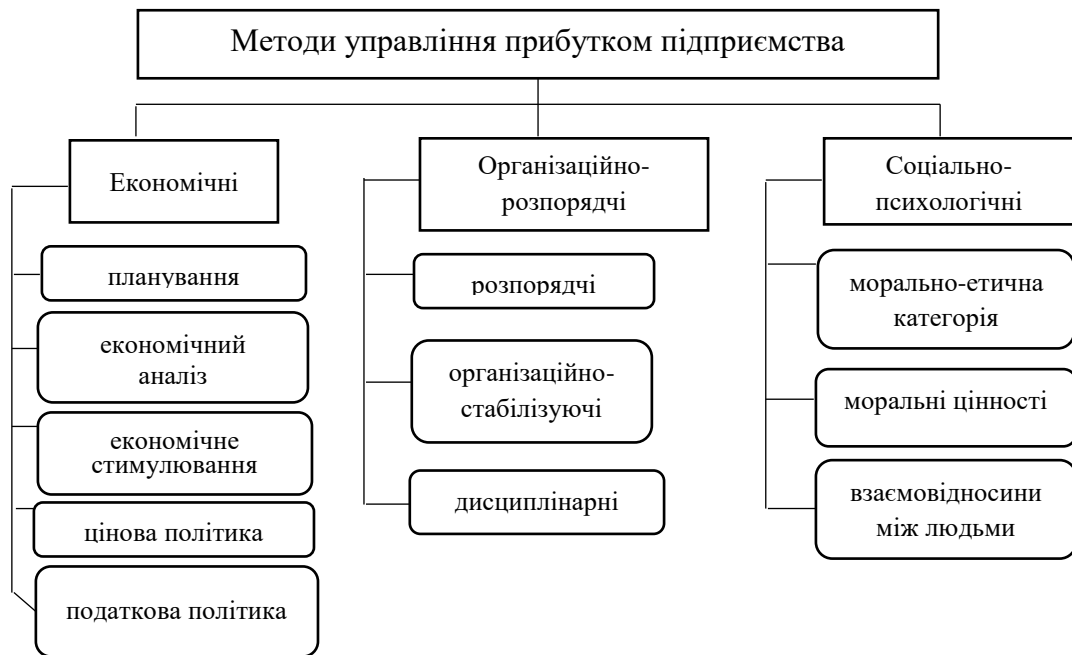 Методи управління прибутком підприємства
Економічні
планування
економічний
аналіз
економічне
стимулювання
цінова політика
податкова політика
Організаційно-
розпорядчі
розпорядчі
організаційно-
стабілізуючі
дисциплінарні
Соціально-
психологічні
морально-етична
категорія
моральні цінності
взаємовідносини
між людьми